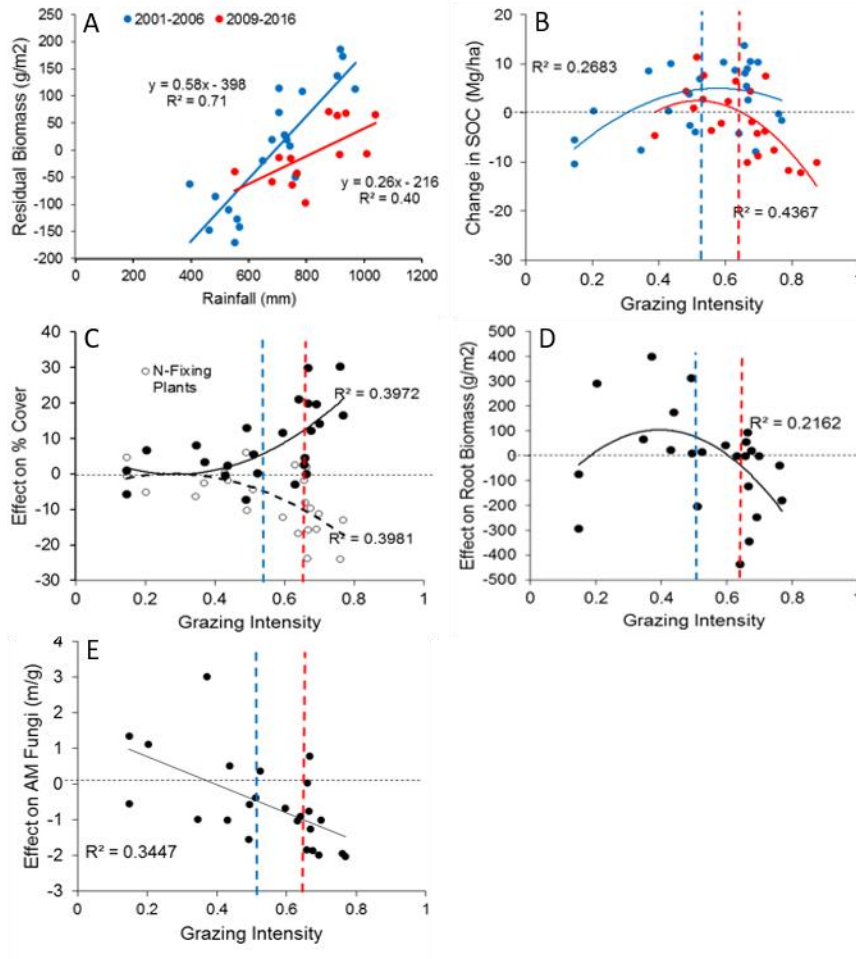 A
2001-2006 2009-2016
y = 0.58x - 398
R² = 0.71
y = 0.26x - 216
R² = 0.40
Residual Biomass (g/m2)
250
200
150
100
50
0
-50
-100
-150
-200
0 200 400 600 800 1000 1200
Rainfall (mm)
B
R² = 0.2683
R² = 0.4367
Change in SOC (Mg/ha)
20
10
0
-10
-20
-30
0 0.2 0.4 0.6 0.8 1
Grazing Intensity
C
N-Fixing
Plants
R² = 0.3972
R² = 0.3981
Effect on % Cover
40
30
20
10
0
-10
-20
-30
0 0.2 0.4 0.6 0.8 1
Grazing Intensity
D
R² = 0.2162
Effect on Root Biomass (g/m2)
500
400
300
200
100
0
-100
-200
-300
-400
-500
0 0.2 0.4 0.6 0.8 1
Grazing Intensity
E
R² = 0.3447
Effect on AM Fungi (m/g)
4
3
2
1
0
-1
-2
-3
0 0.2 0.4 0.6 0.8 1
Grazing Intensity